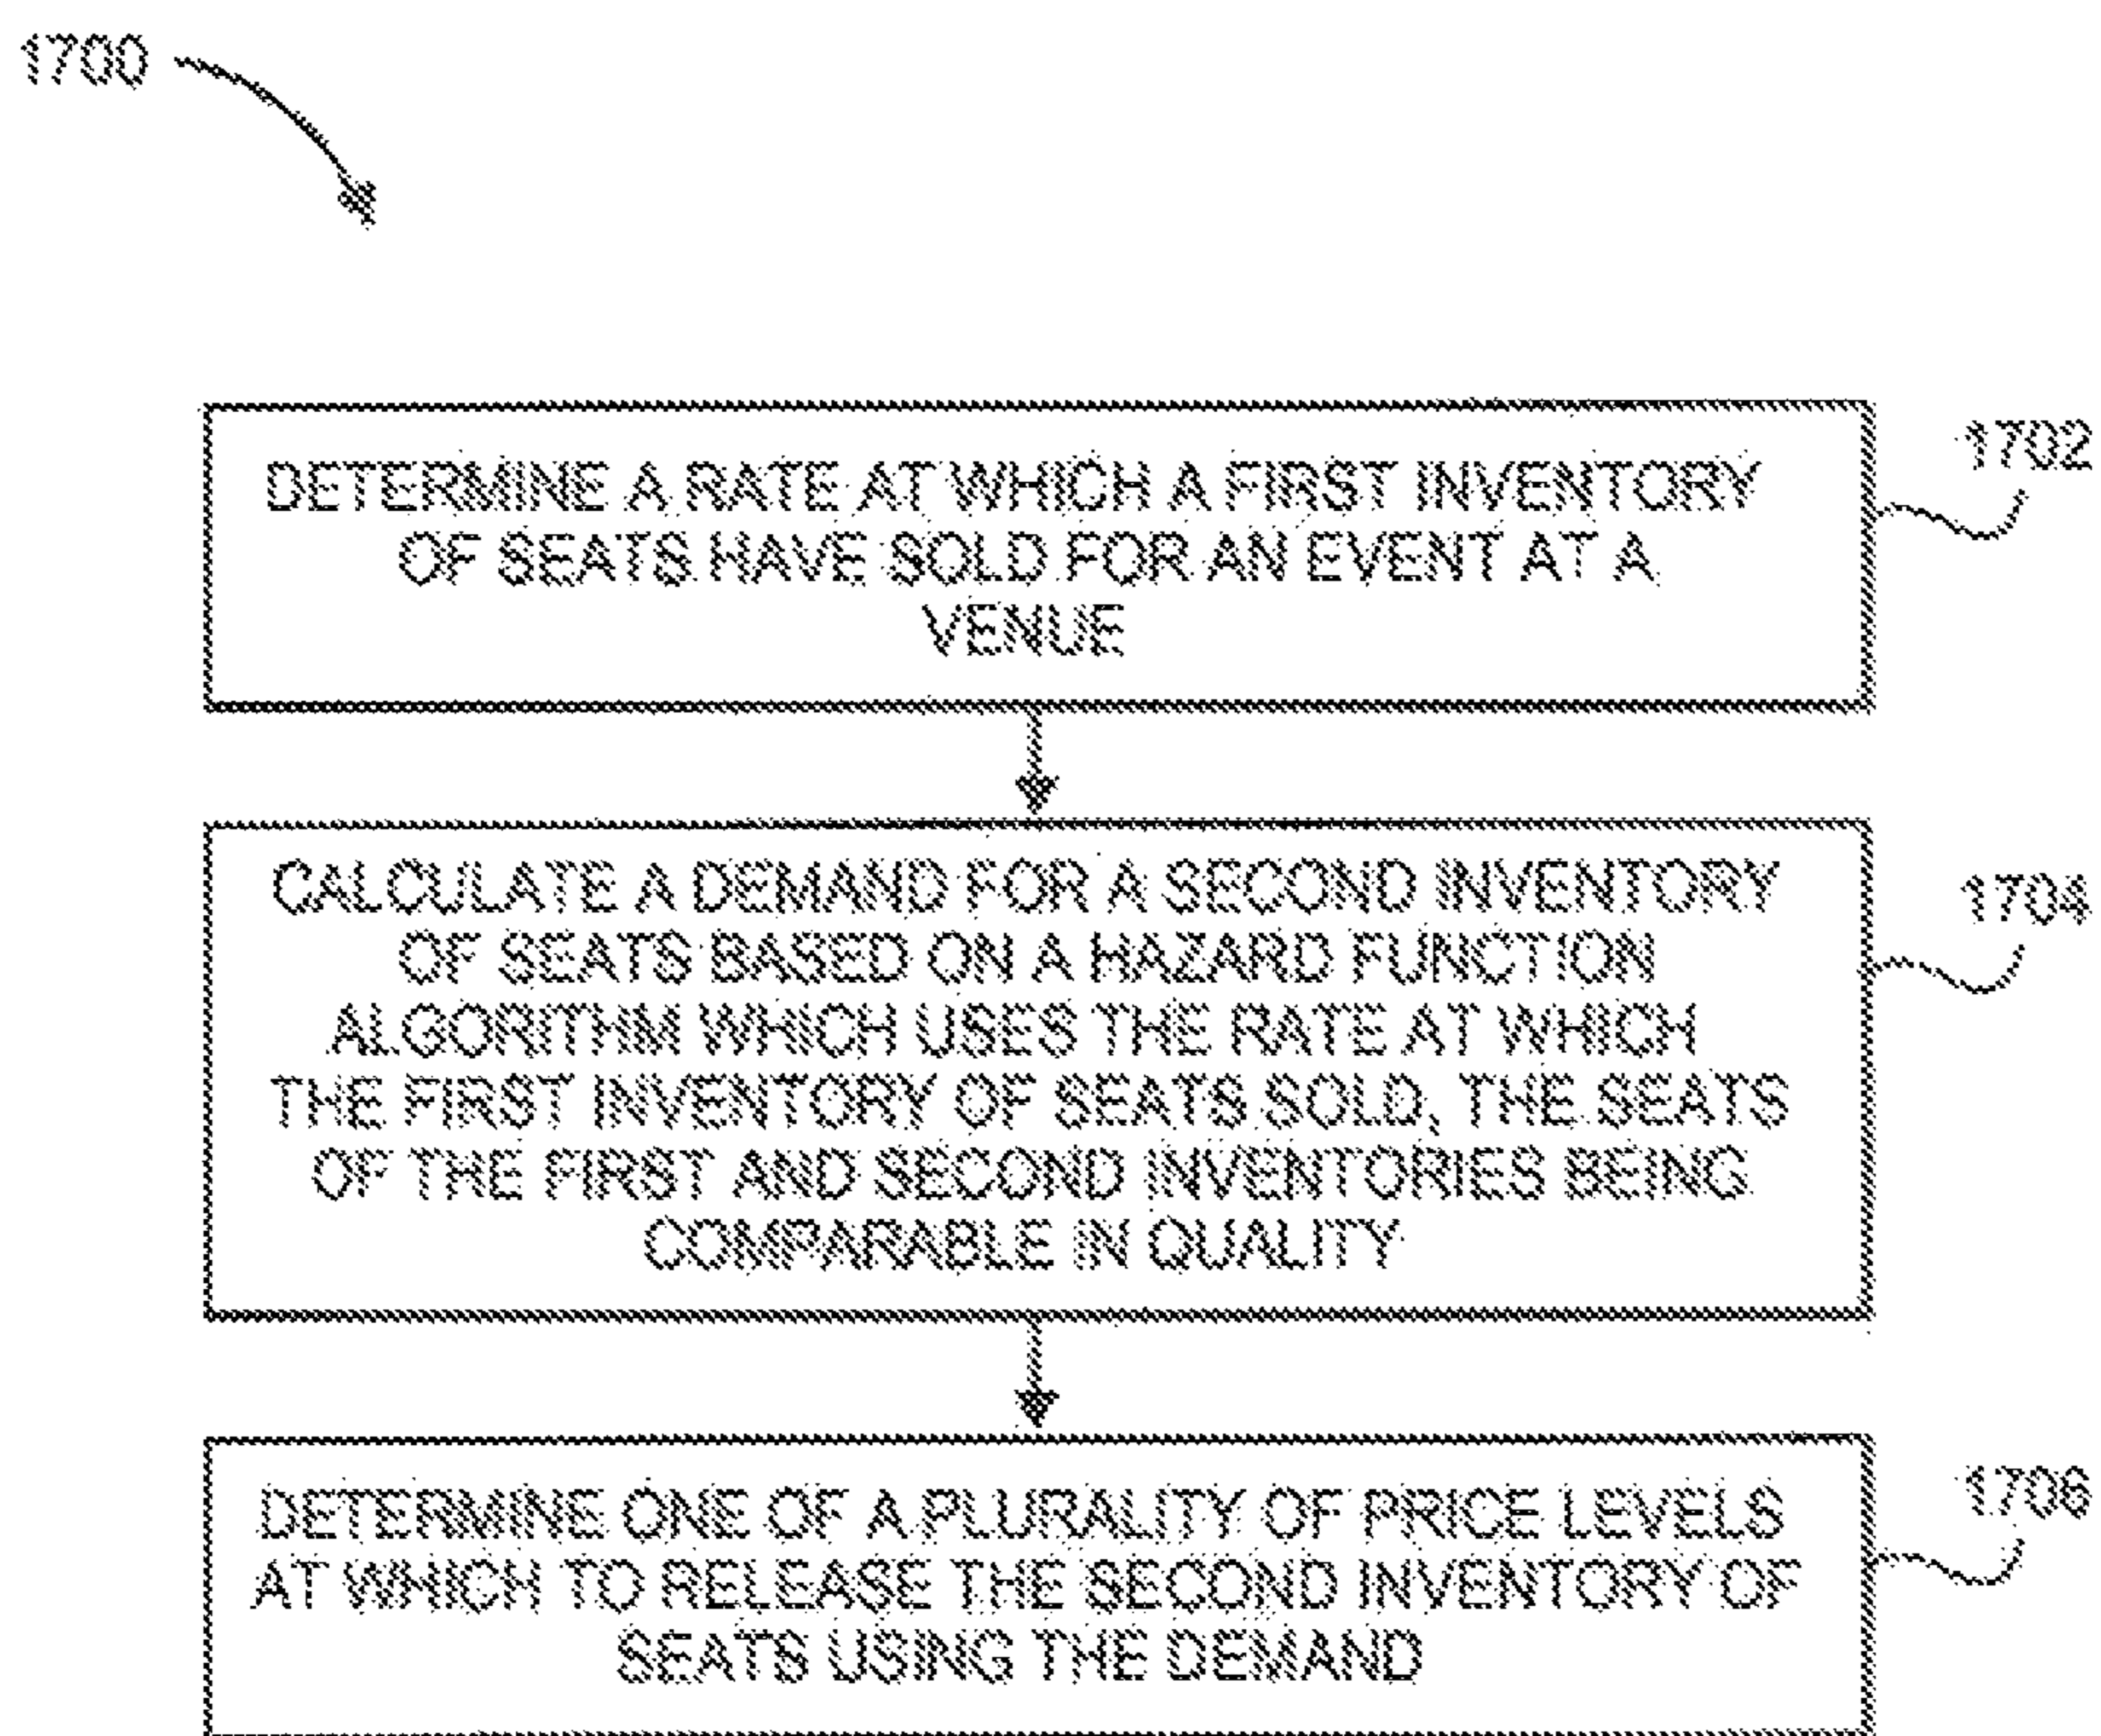 1700
DETERMINE A RATE AT WHICH A FIRST INVENTORY
OF SEATS HAVE SOLD FOR AN EVENT AT A
VENUE
1702
CALCULATE A DEMAND FOR A SECOND INVENTORY
OF SEATS BASED ON A HAZARD FUNCTION
ALGORITHM WHICH USES THE RATE AT WHICH
THE FIRST INVENTORY OF SEATS SOLD, THE SEATS
OF THE FIRST AND SECOND INVENTORIES BEING
COMPARABLE IN QUALITY
1704
DETERMINE ONE OF A PLURALITY OF PRICE LEVELS
AT WHICH TO RELEASE THE SECOND INVENTORY OF
SEATS USING THE DEMAND
1706